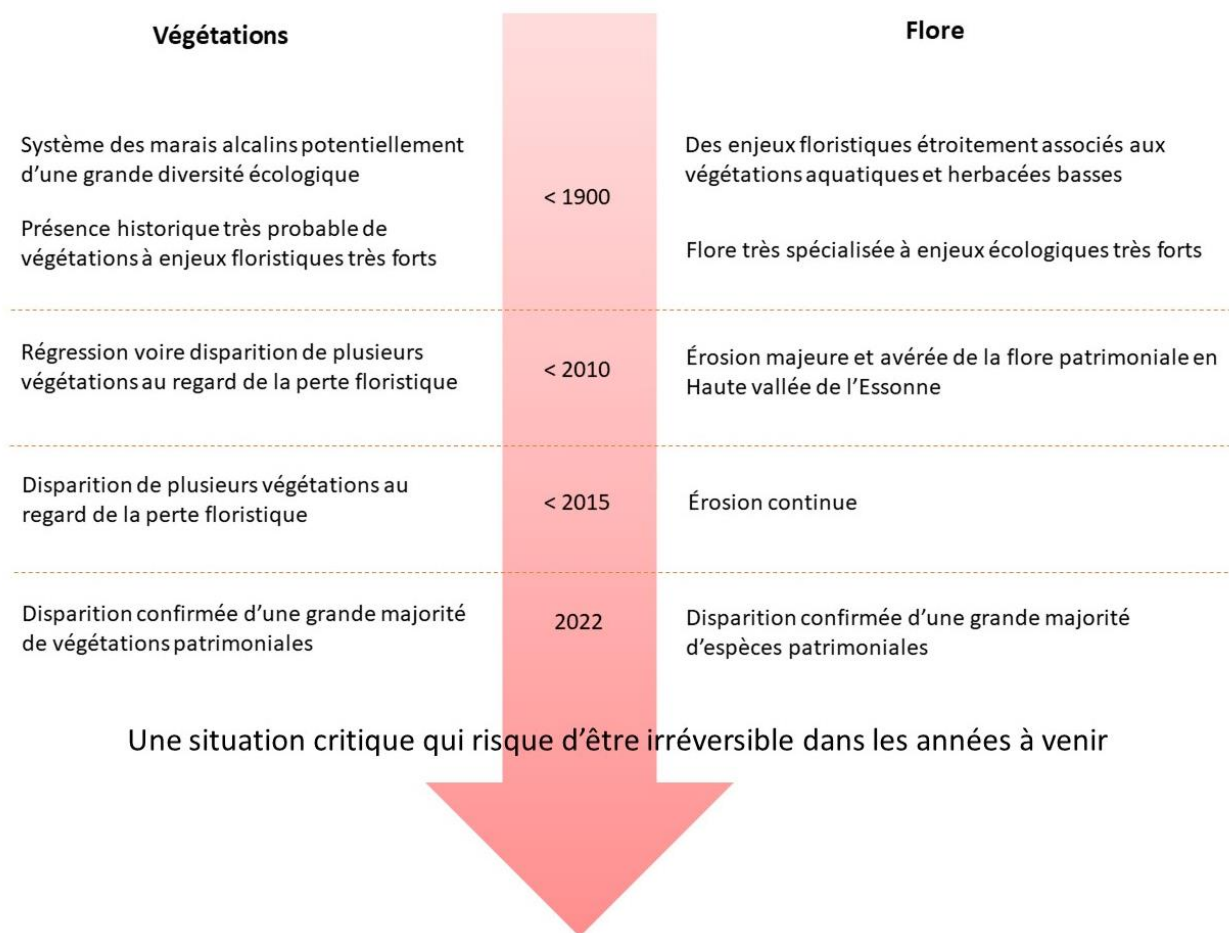 Végétations
Flore
Système des marais alcalins potentiellement
d’une grande diversité écologique
Présence historique très probable de
végétations à enjeux floristiques très forts
< 1900
Des enjeux floristiques étroitement associés aux
végétations aquatiques et herbacées basses
Flore très spécialisée à enjeux écologiques très forts
Régression voire disparition de plusieurs
végétations au regard de la perte floristique
< 2010
Érosion majeure et avérée de la flore patrimoniale en
Haute vallée de l’Essonne
Disparition de plusieurs végétations au
regard de la perte floristique
< 2015
Érosion continue
Disparition confirmée d’une grande majorité
de végétations patrimoniales
2022
Disparition confirmée d’une grande majorité
d’espèces patrimoniales
Une situation critique qui risque d’être irréversible dans les années à venir